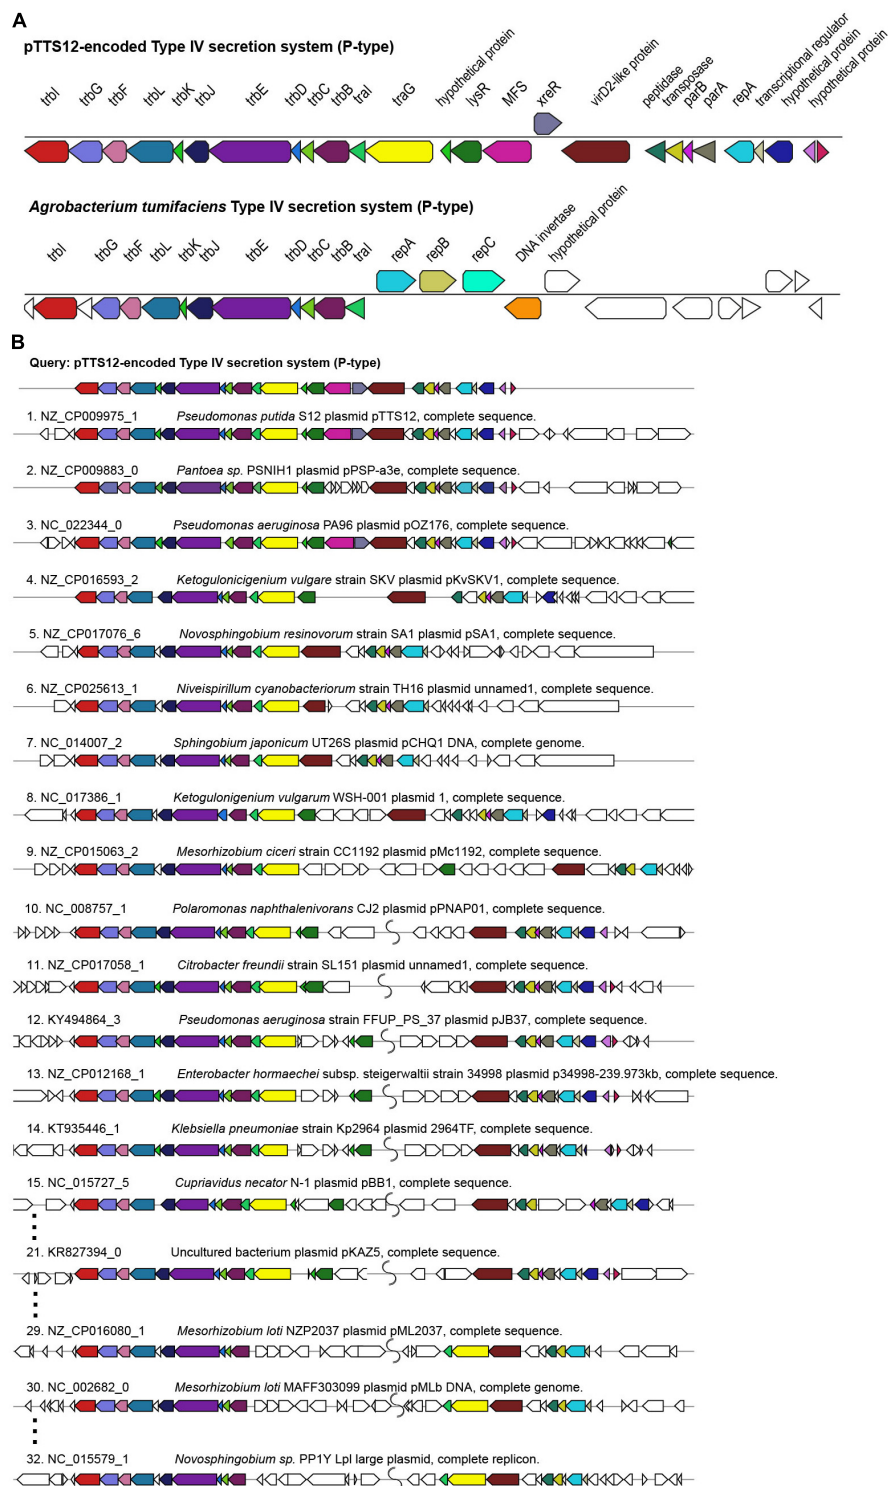 A
pTTS12-encoded Type IV secretion system (P-type)
trbI trbG trbF trbL trbK trbJ trbE trbD trbC trbB traI traG hypothetical protein lysR MFS xreR virD2-like protein peptidase transposase parB parA repA transcriptional regulator hypothetical protein hypothetical protein
Agrobacterium tumifaciens Type IV secretion system (P-type)
trbI trbG trbF trbL trbK trbJ trbE trbD trbC trbB traI repA repB repC DNA invertase hypothetical protein
B
Query: pTTS12-encoded Type IV secretion system (P-type)
1. NZ_CP009975_1 Pseudomonas putida S12 plasmid pTTS12, complete sequence.
2. NZ_CP009883_0 Pantoea sp. PSNIH1 plasmid pPSP-a3e, complete sequence.
3. NC_022344_0 Pseudomonas aeruginosa PA96 plasmid pOZ176, complete sequence.
4. NZ_CP016593_2 Ketogulonicigenium vulgare strain SKV plasmid pKvSKV1, complete sequence.
5. NZ_CP017076_6 Novosphingobium resinovorum strain SA1 plasmid pSA1, complete sequence.
6. NZ_CP025613_1 Niveispirillum cyanobacteriorum strain TH16 plasmid unnamed1, complete sequence.
7. NC_014007_2 Sphingobium japonicum UT26S plasmid pCHQ1 DNA, complete genome.
8. NC_017386_1 Ketogulonigenium vulgarum WSH-001 plasmid 1, complete sequence.
9. NZ_CP015063_2 Mesorhizobium ciceri strain CC1192 plasmid pMc1192, complete sequence.
10. NC_008757_1 Polaromonas naphthalenivorans CJ2 plasmid pPNAP01, complete sequence.
11. NZ_CP017058_1 Citrobacter freundii strain SL151 plasmid unnamed1, complete sequence.
12. KY494864_3 Pseudomonas aeruginosa strain FFUP_PS_37 plasmid pJB37, complete sequence.
13. NZ_CP012168_1 Enterobacter hormaechei subsp. steigerwaltii strain 34998 plasmid p34998-239.973kb, complete sequence.
14. KT935446_1 Klebsiella pneumoniae strain Kp2964 plasmid 2964TF, complete sequence.
15. NC_015727_5 Cupriavidus necator N-1 plasmid pBB1, complete sequence.
21. KR827394_0 Uncultured bacterium plasmid pKAZ5, complete sequence.
29. NZ_CP016080_1 Mesorhizobium loti NZP2037 plasmid pML2037, complete sequence.
30. NC_002682_0 Mesorhizobium loti MAFF303099 plasmid pMLb DNA, complete genome.
32. NC_015579_1 Novosphingobium sp. PP1Y Lpl large plasmid, complete replicon.